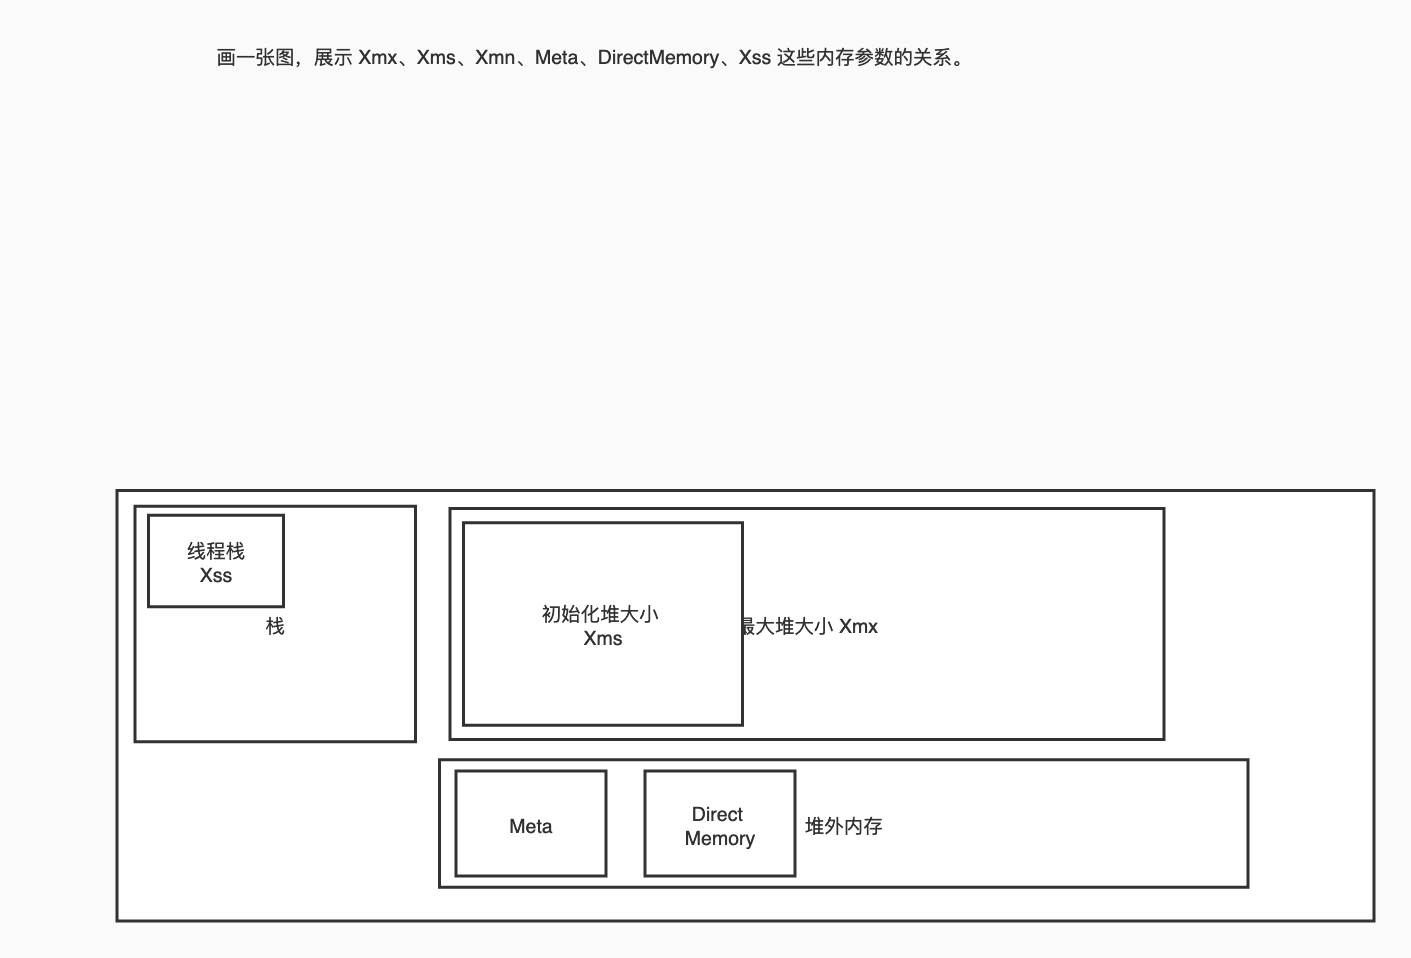 画一张图，展示 Xmx、Xms、Xmn、Meta、DirectMemory、Xss 这些内存参数的关系。
线程栈
Xss
栈
初始化堆大小
Xms
最大堆大小 Xmx
Meta
Direct
Memory
堆外内存